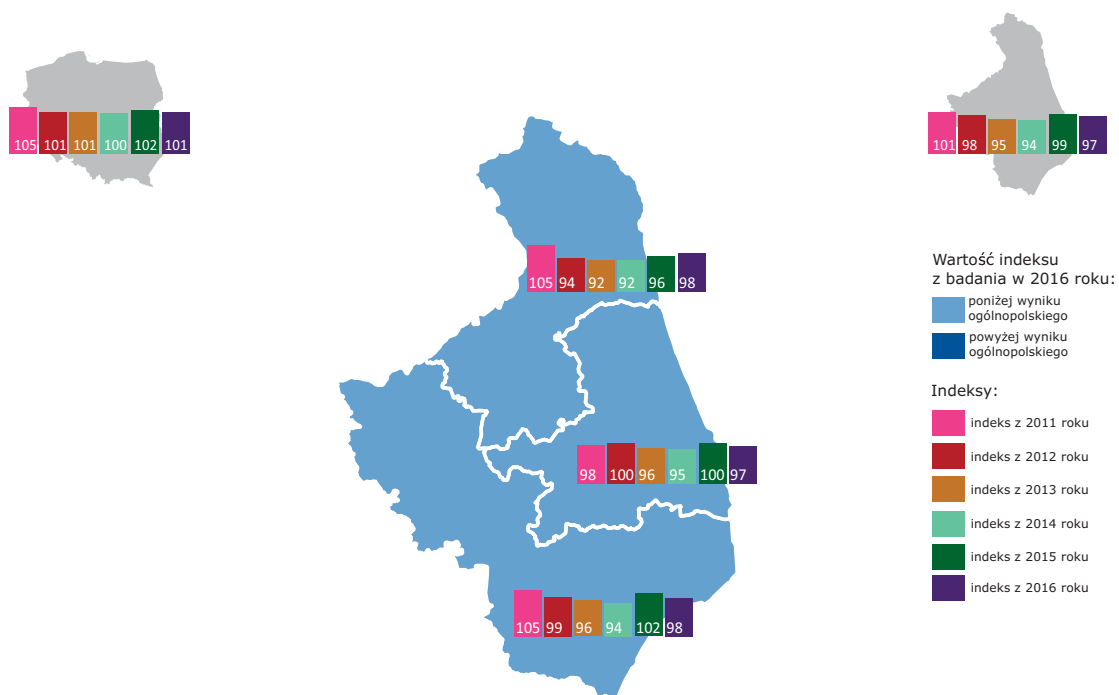 105 101 101 100 102 101
101 98 95 94 99 97
105 94 92 92 96 98
98 100 96 95 100 97
105 99 96 94 102 98
Wartość indeksu
z badania w 2016 roku:
poniżej wyniku
ogólnopolskiego
powyżej wyniku
ogólnopolskiego
Indeksy:
indeks z 2011 roku
indeks z 2012 roku
indeks z 2013 roku
indeks z 2014 roku
indeks z 2015 roku
indeks z 2016 roku